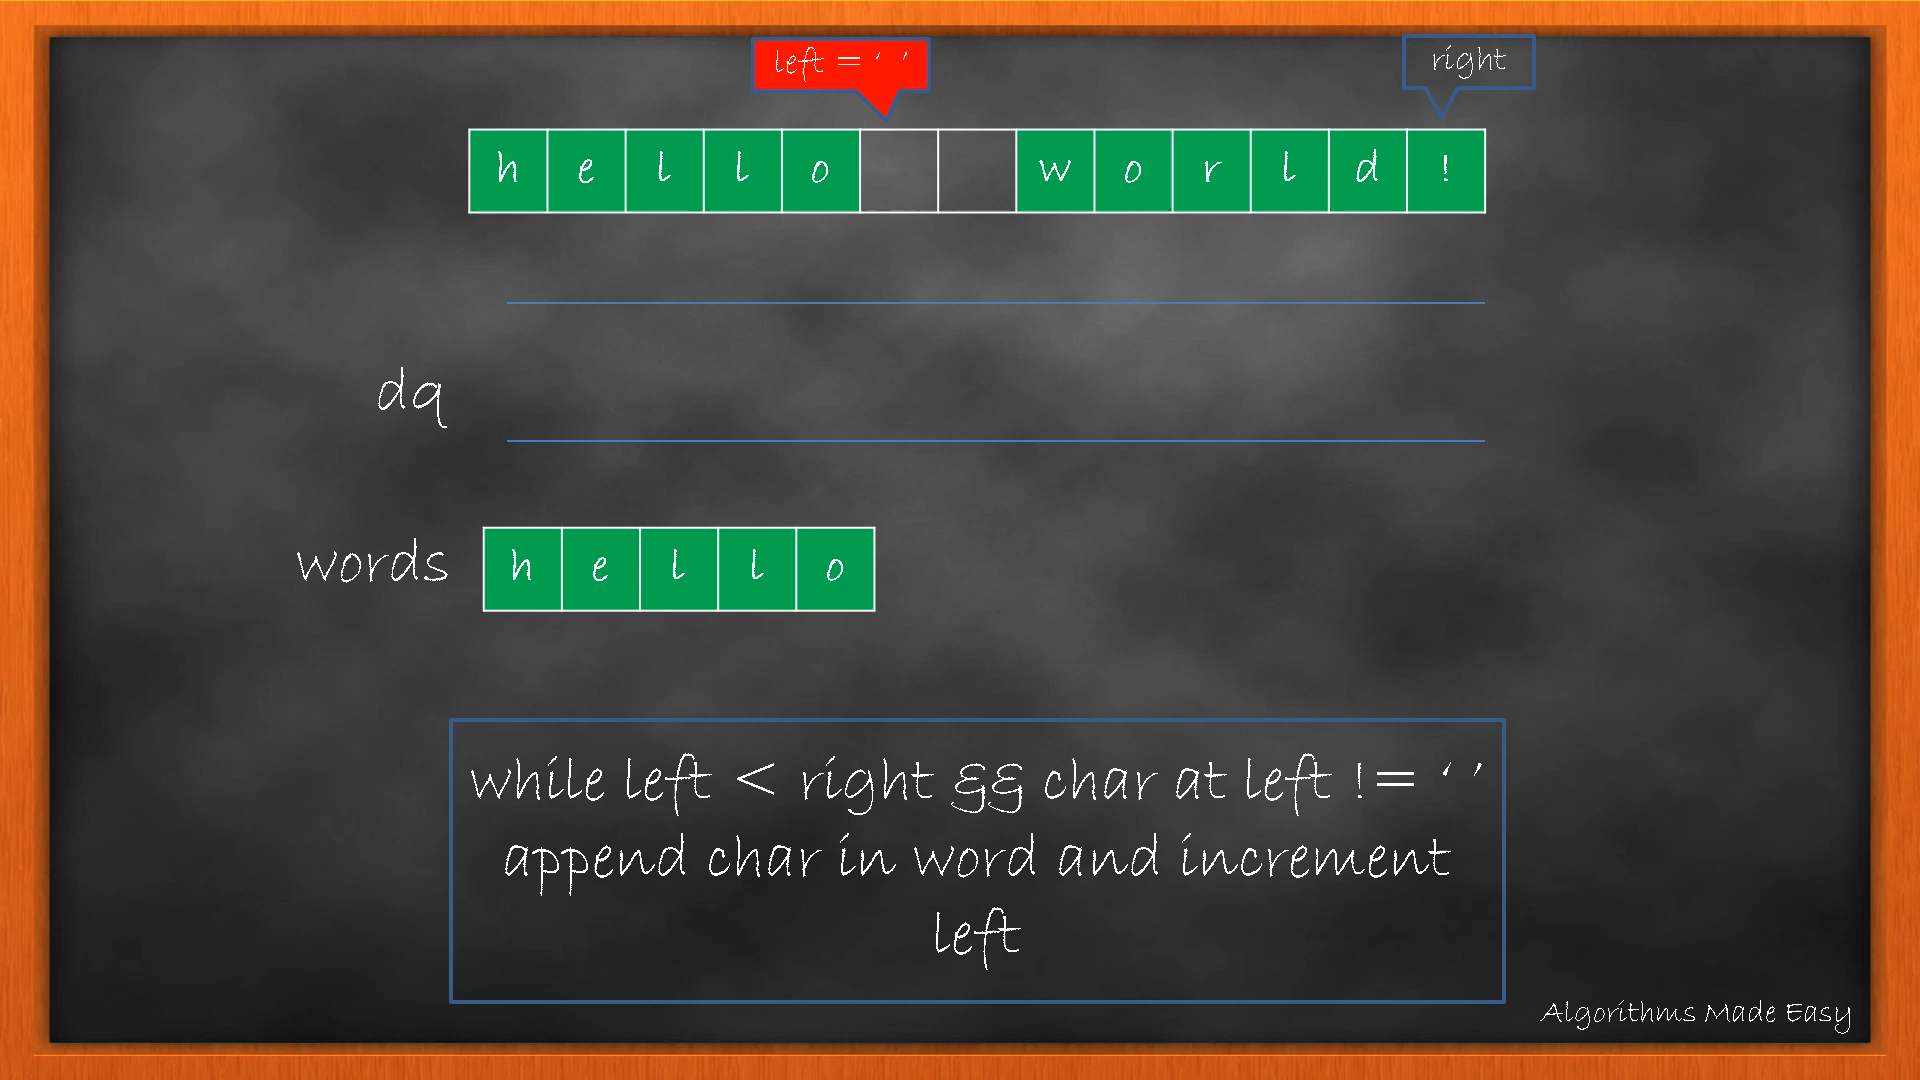 left = ‘ ’
right
h e l l o w o r l d !
dq
words
h e l l o
while left < right && char at left != ‘ ’
append char in word and increment
left
Algorithms Made Easy